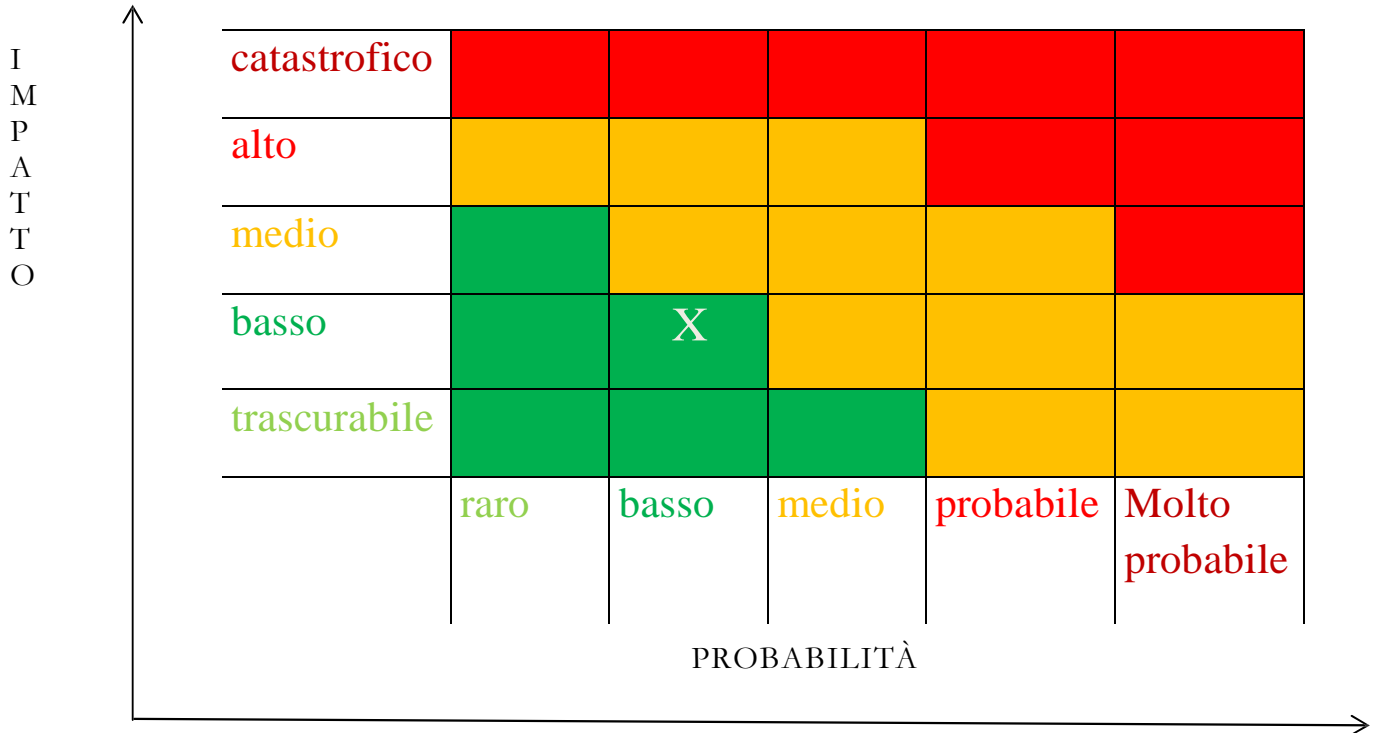 I
M
P
A
T
T
O
catastrofico
alto
medio
basso
X
trascurabile
raro basso medio probabile Molto
probabile
PROBABILITÀ